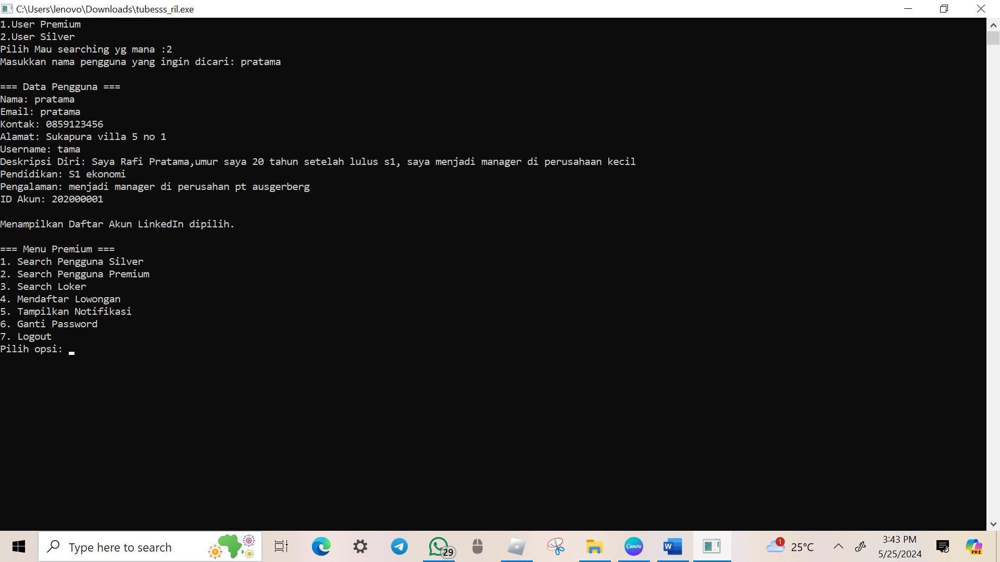 C:\Users\lenovo\Downloads\tubesss_ril.exe
1.User Premium
2.User Silver
Pilih Mau searching yg mana :2
Masukkan nama pengguna yang ingin dicari: pratama
=== Data Pengguna ===
Nama: pratama
Email: pratama
Kontak: 0859123456
Alamat: Sukapura villa 5 no 1
Username: tama
Deskripsi Diri: Saya Rafi Pratama,umur saya 20 tahun setelah lulus s1, saya menjadi manager di perusahaan kecil
Pendidikan: S1 ekonomi
Pengalaman: menjadi manager di perusahan pt ausgerberg
ID Akun: 202000001
Menampilkan Daftar Akun LinkedIn dipilih.
=== Menu Premium ===
1. Search Pengguna Silver
2. Search Pengguna Premium
3. Search Loker
4. Mendaftar Lowongan
5. Tampilkan Notifikasi
6. Ganti Password
7. Logout
Pilih opsi:
Type here to search
29
Canva
W
1
25°C
3:43 PM
5/25/2024
PRE